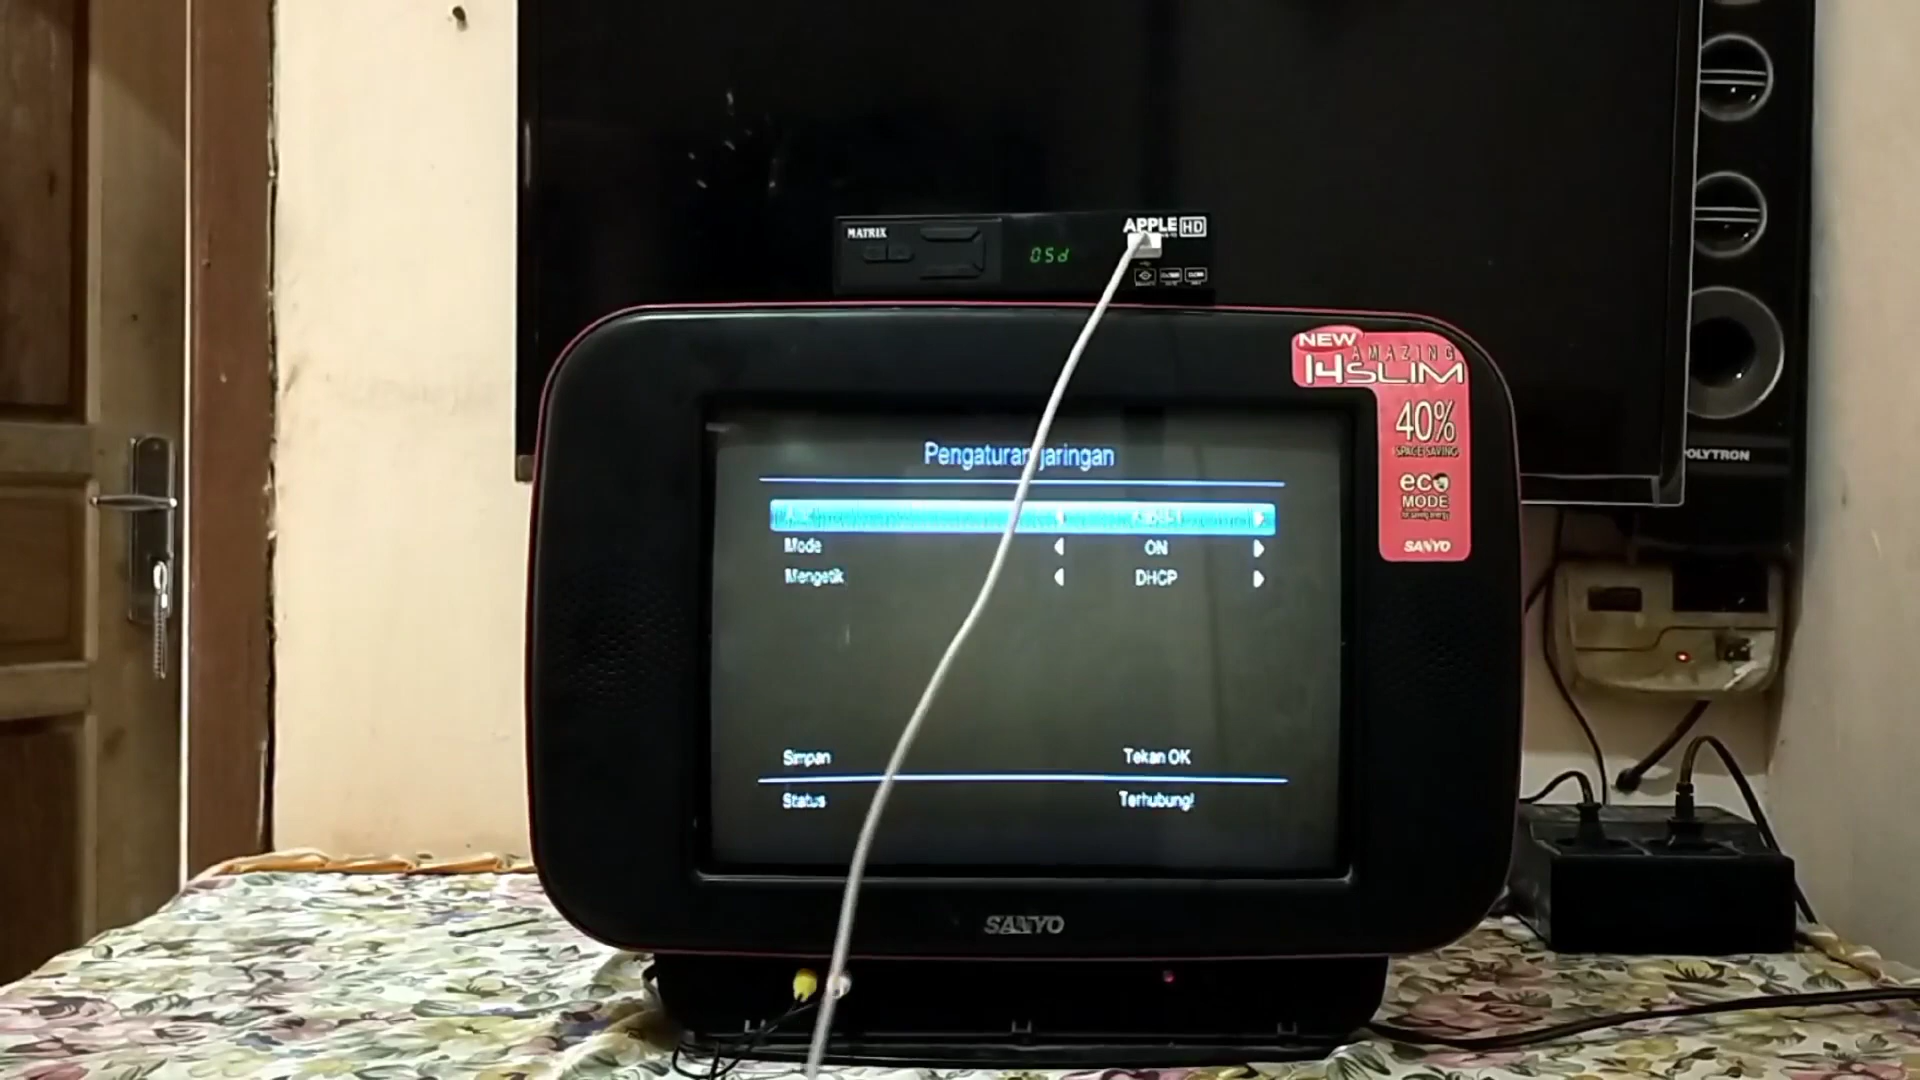 MATRIX
APPLE HD
NEW
AMAZING
14SLIM
40%
SPACE SAVING
eco
MODE
SANYO
POLYTRON
Pengaturan jaringan
Mode ON
Mengetik DHCP
Simpan Tekan OK
Status Terhubung!
SANYO